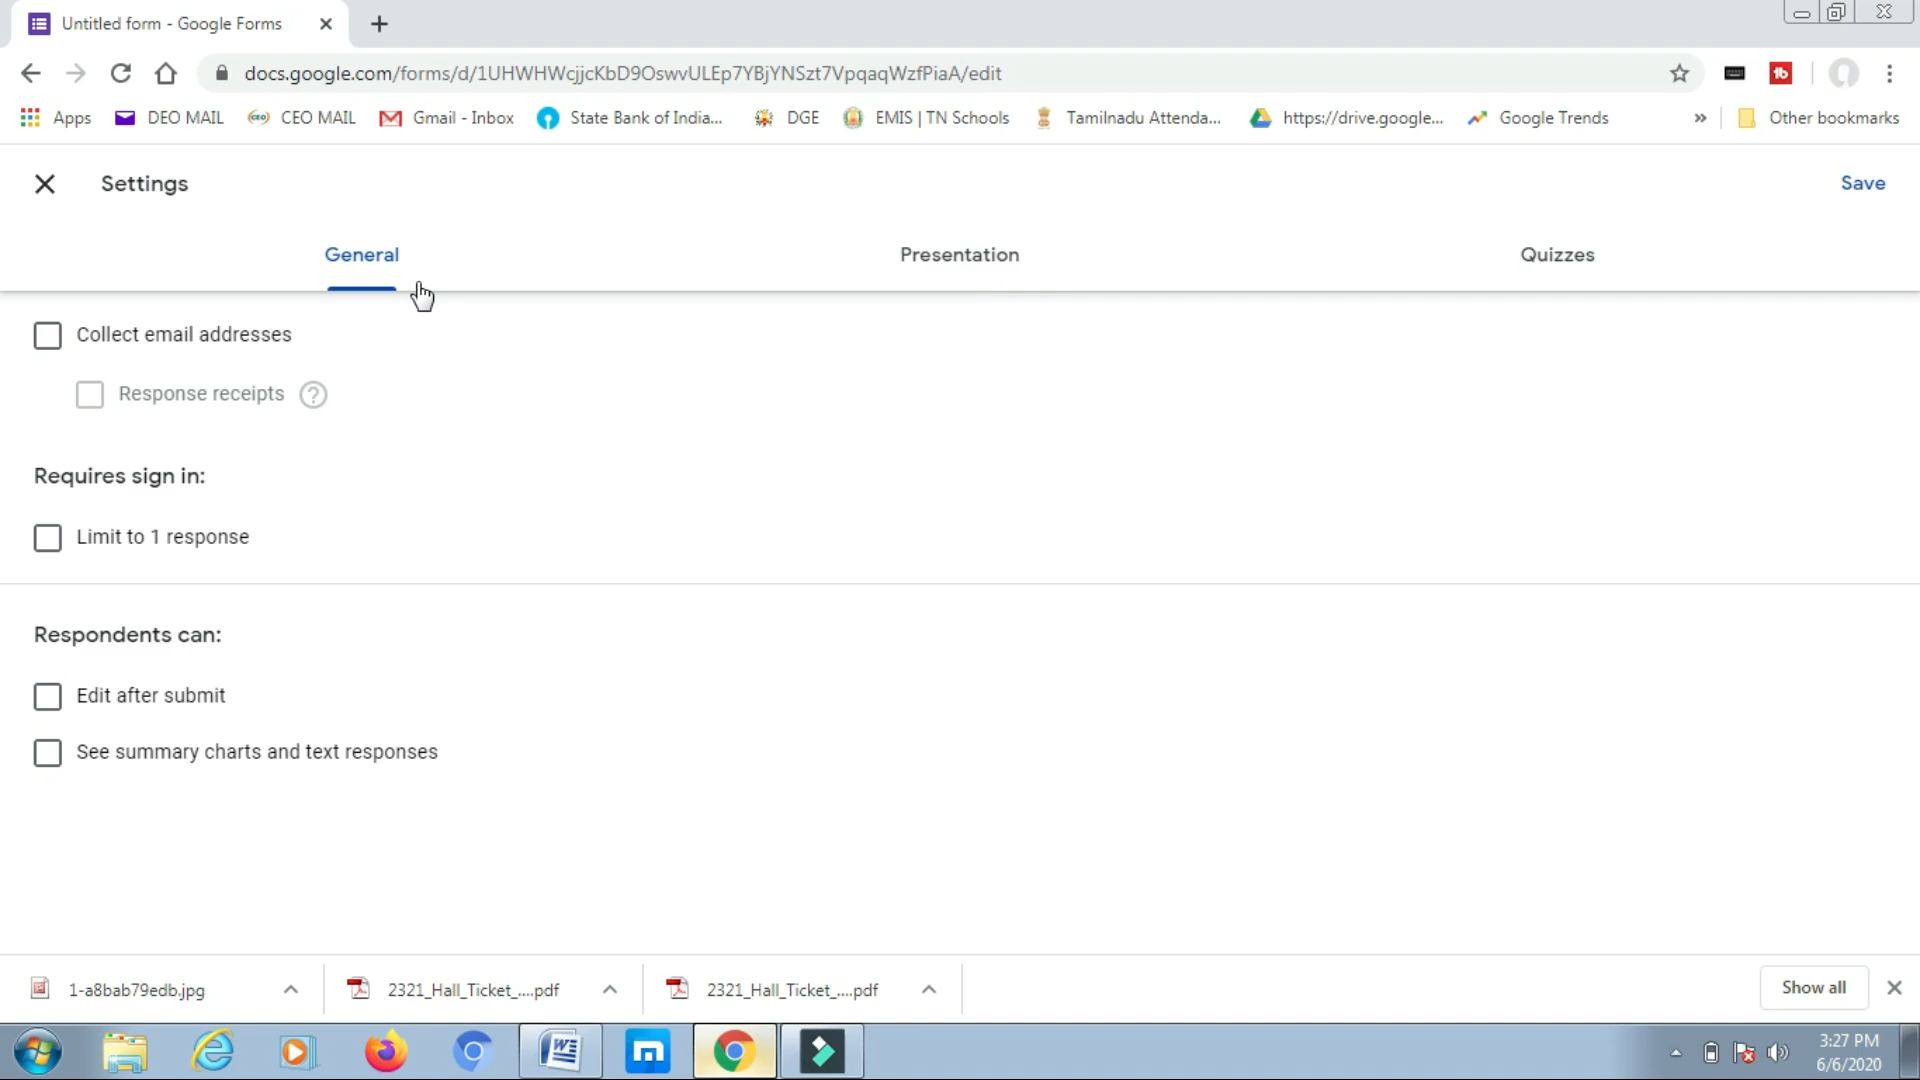 Untitled form - Google Forms
docs.google.com/forms/d/1UHWHWcjjcKbD9OswvULEp7YBjYNSzt7VpqaqWzfPiaA/edit
Apps DEO MAIL CEO MAIL Gmail - Inbox State Bank of India... DGE EMIS | TN Schools Tamilnadu Attenda... https://drive.google... Google Trends » Other bookmarks
Settings Save
General Presentation Quizzes
Collect email addresses
Response receipts ?
Requires sign in:
Limit to 1 response
Respondents can:
Edit after submit
See summary charts and text responses
1-a8bab79edb.jpg 2321_Hall_Ticket_....pdf 2321_Hall_Ticket_....pdf Show all
3:27 PM
6/6/2020